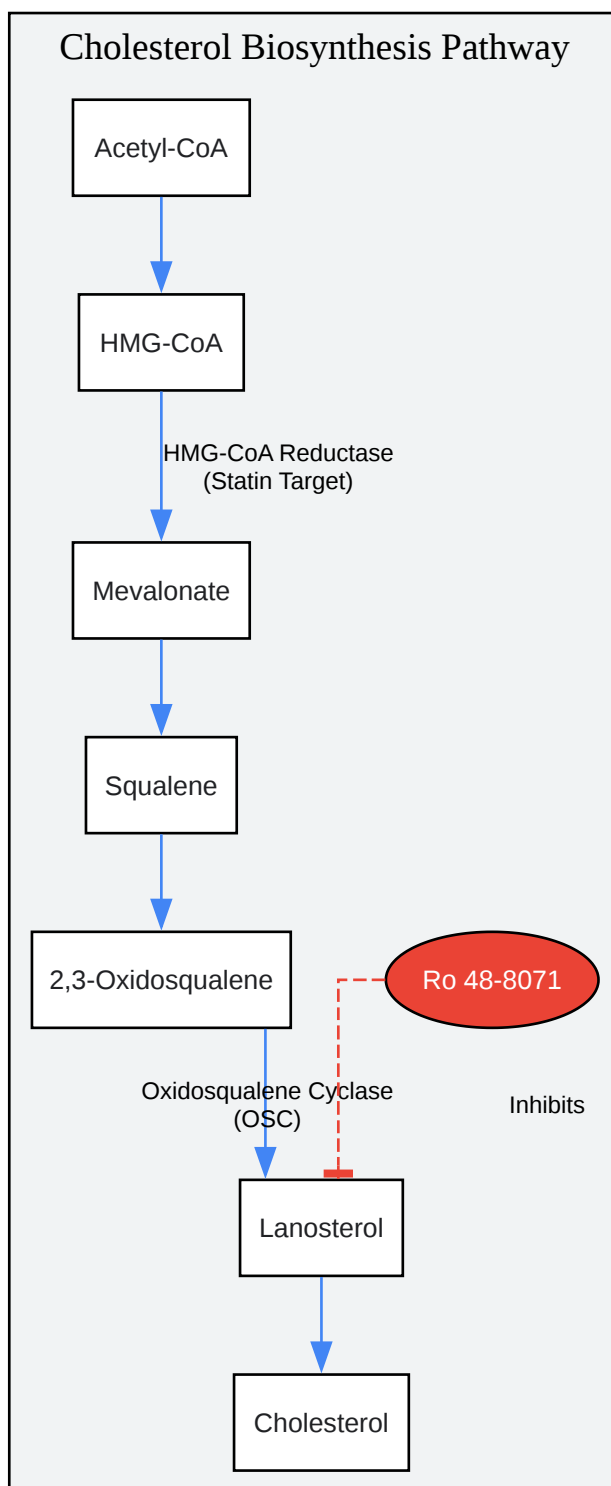 Cholesterol Biosynthesis Pathway
Acetyl-CoA
HMG-CoA
HMG-CoA Reductase
(Statin Target)
Mevalonate
Squalene
2,3-Oxidosqualene
Ro 48-8071
Oxidosqualene Cyclase
(OSC)
Inhibits
Lanosterol
Cholesterol